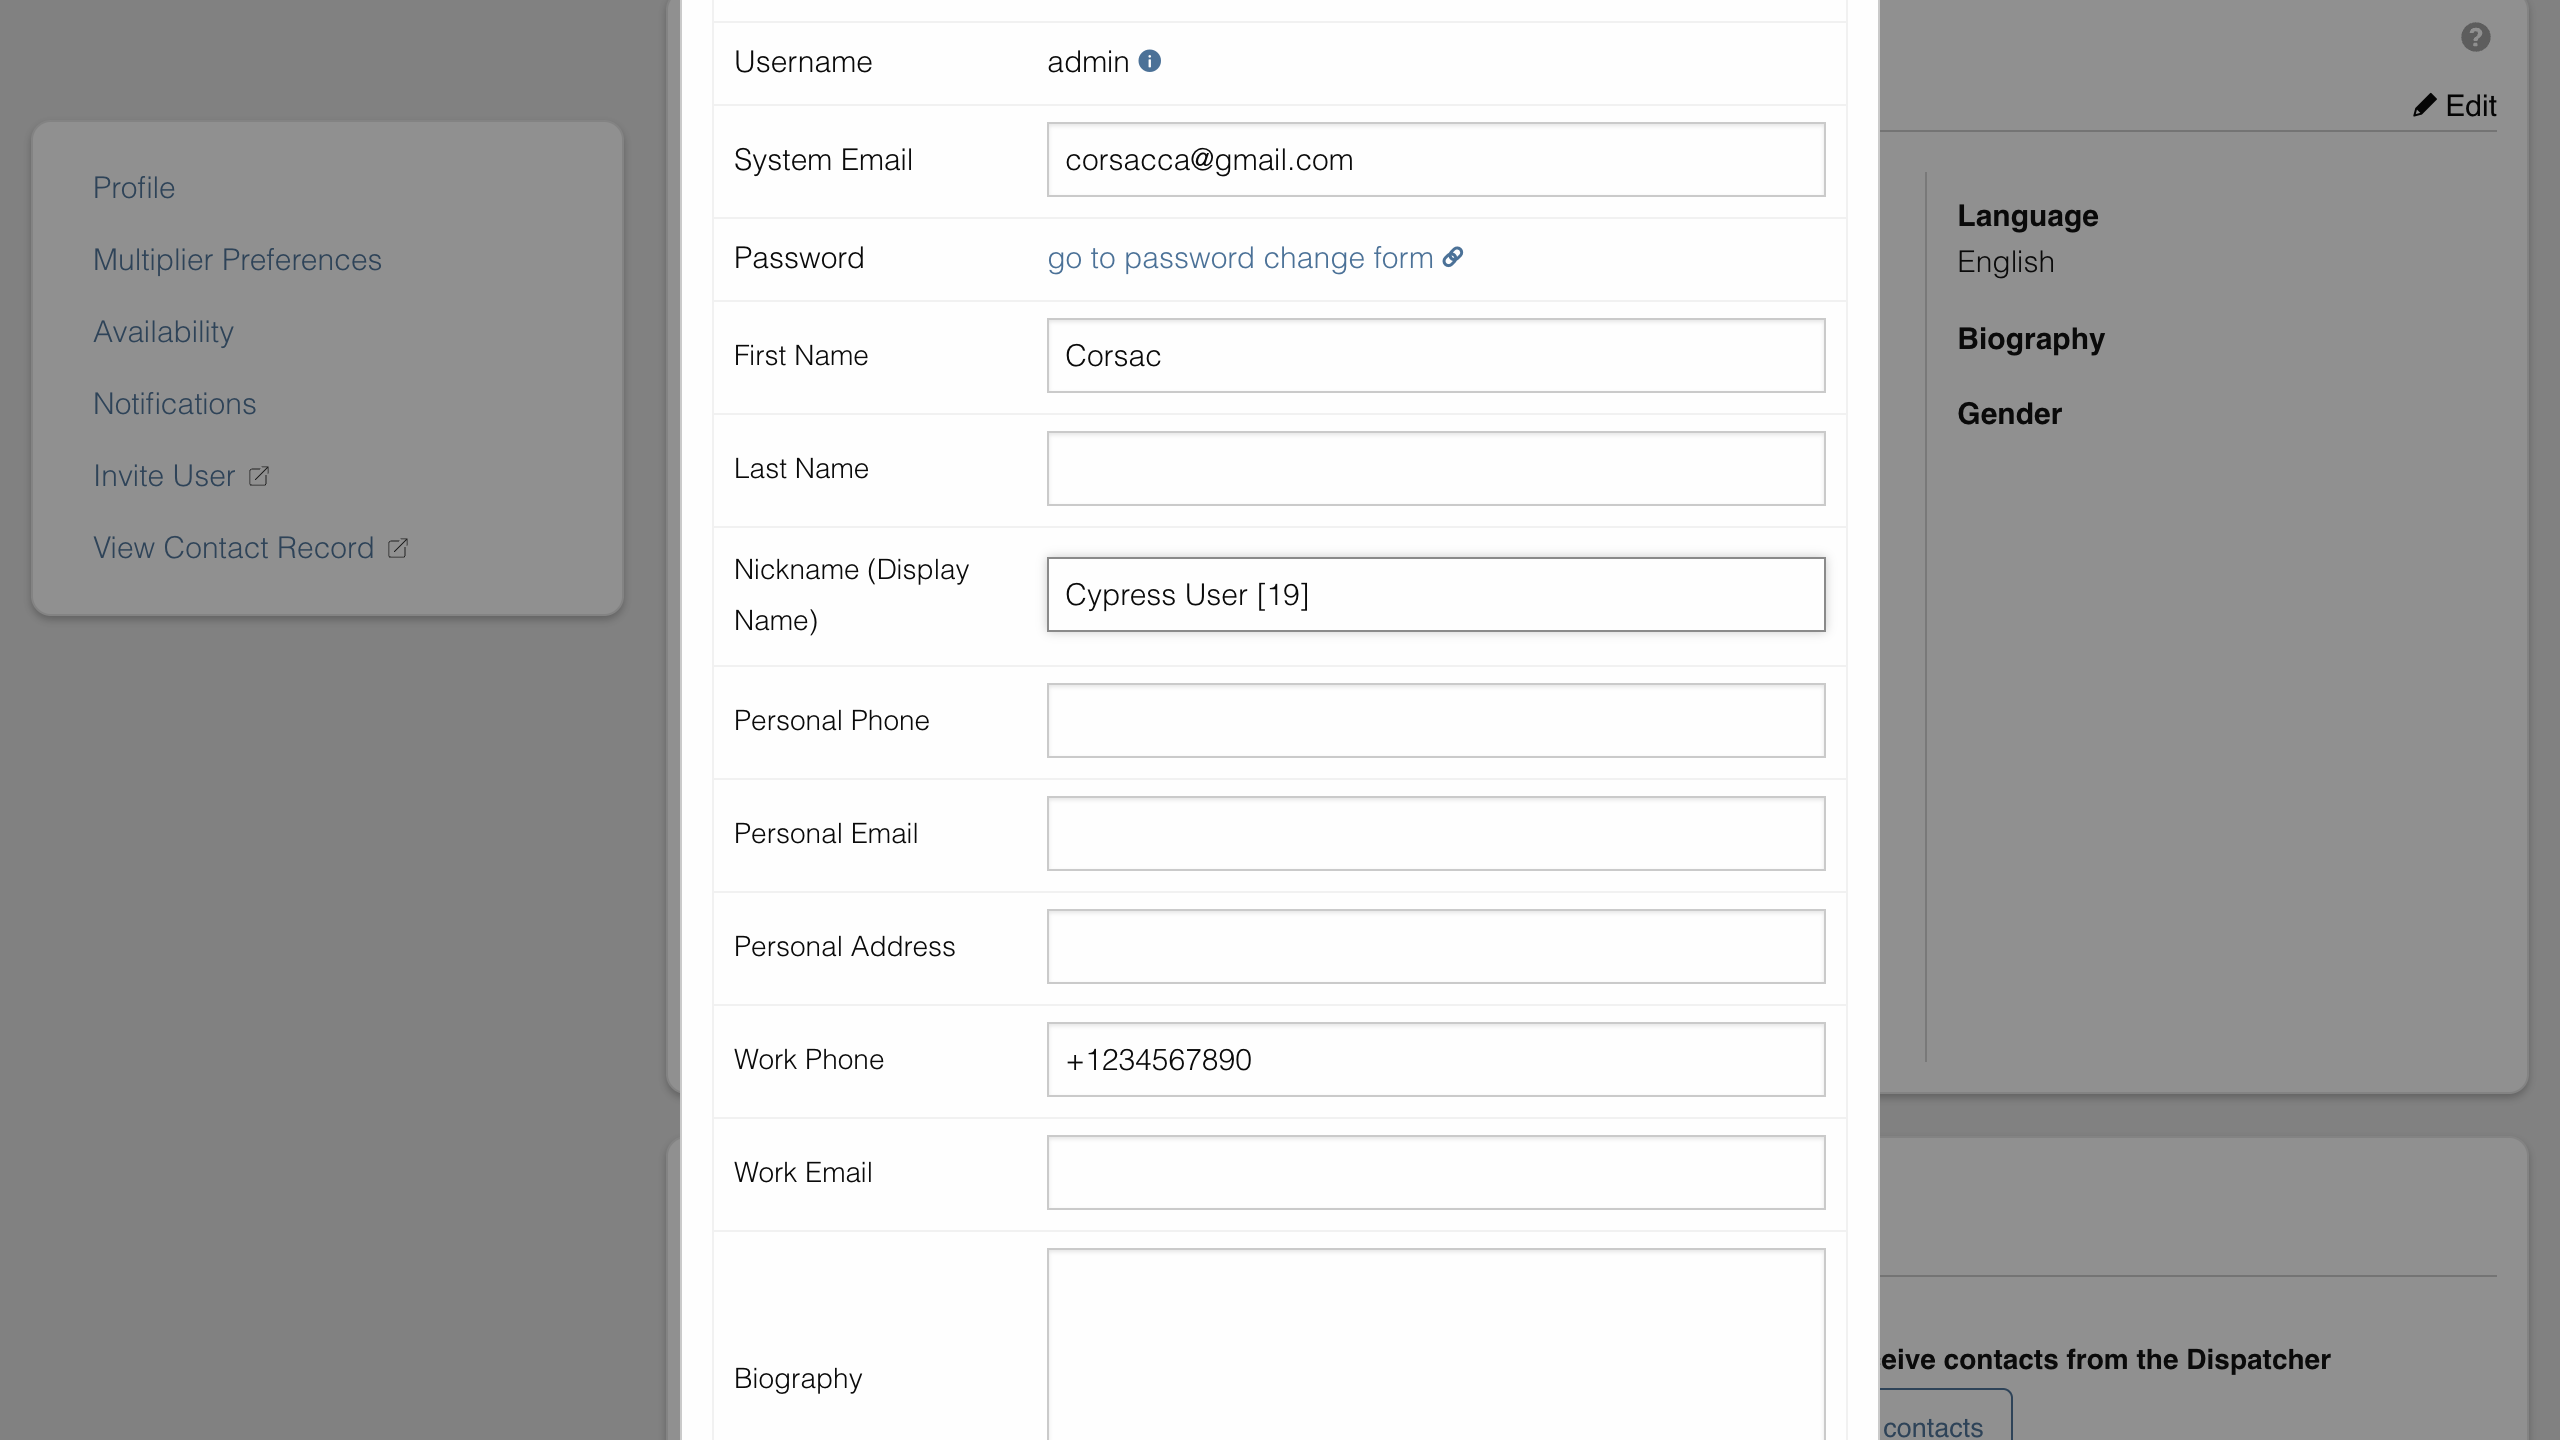 Profile
Multiplier Preferences
Availability
Notifications
Invite User
View Contact Record
Username
admin
System Email
corsacca@gmail.com
Password
go to password change form
First Name
Corsac
Last Name
Nickname (Display
Name)
Cypress User [19]
Personal Phone
Personal Email
Personal Address
Work Phone
+1234567890
Work Email
Biography
Edit
Language
English
Biography
Gender
contacts from the Dispatcher
contacts